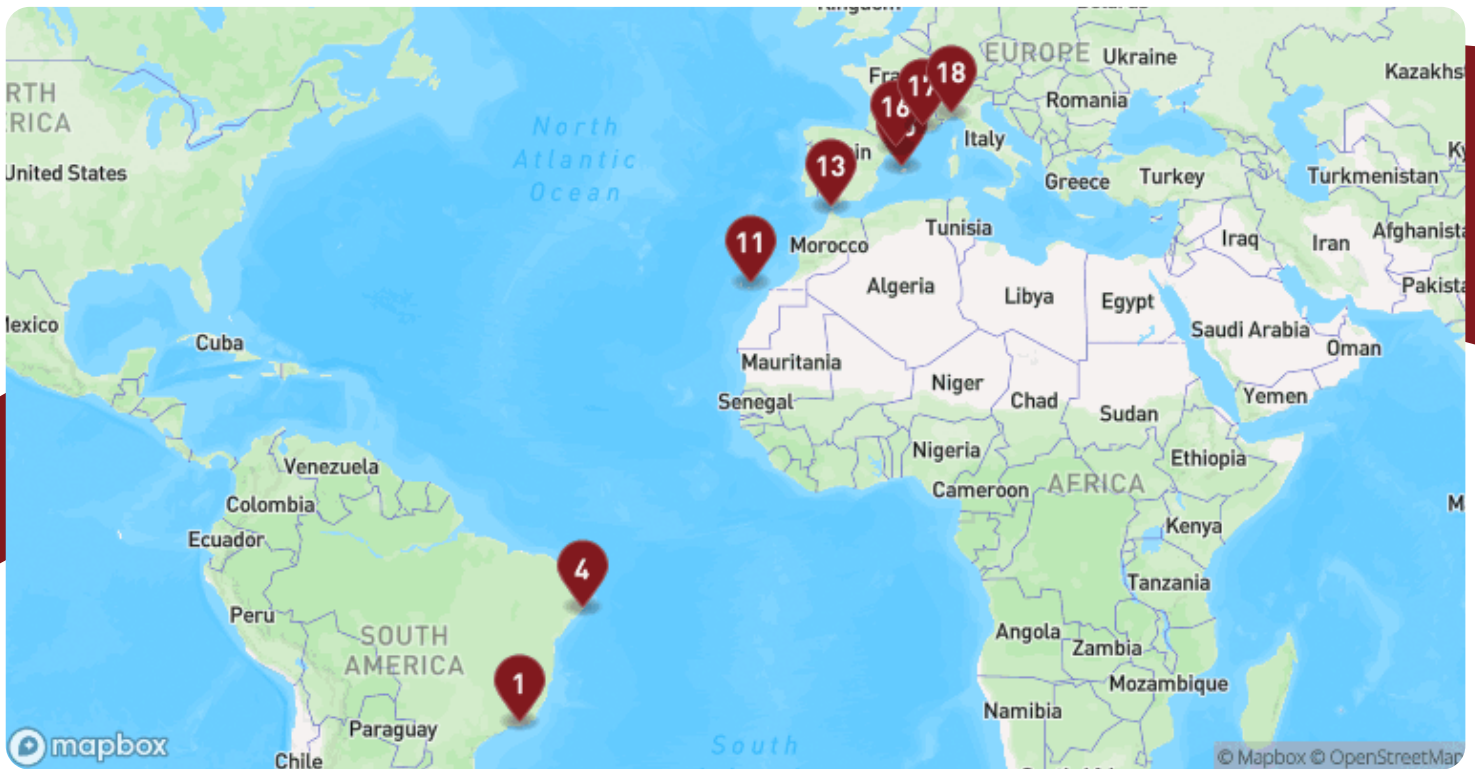 Kingdom
Belarus
EUROPE
Ukraine
18
17
Fra
Kazakhs
RTH
ERICA
Romania
16
North
Atlantic
Ocean
Italy
in
13
United States
Greece
Turkey
Turkmenistan
Ky
11
Morocco
Tunisia
Iraq
Iran
Afghanista
Algeria
Libya
Egypt
Pakista
Mexico
Cuba
Saudi Arabia
Oman
Mauritania
Niger
Chad
Yemen
Senegal
Sudan
Nigeria
Ethiopia
Venezuela
Colombia
Cameroon
AFRICA
Kenya
M
Ecuador
4
Tanzania
Peru
SOUTH
AMERICA
Angola
Zambia
1
Mozambique
Namibia
Paraguay
South
mapbox
Chile
© Mapbox © OpenStreetMap